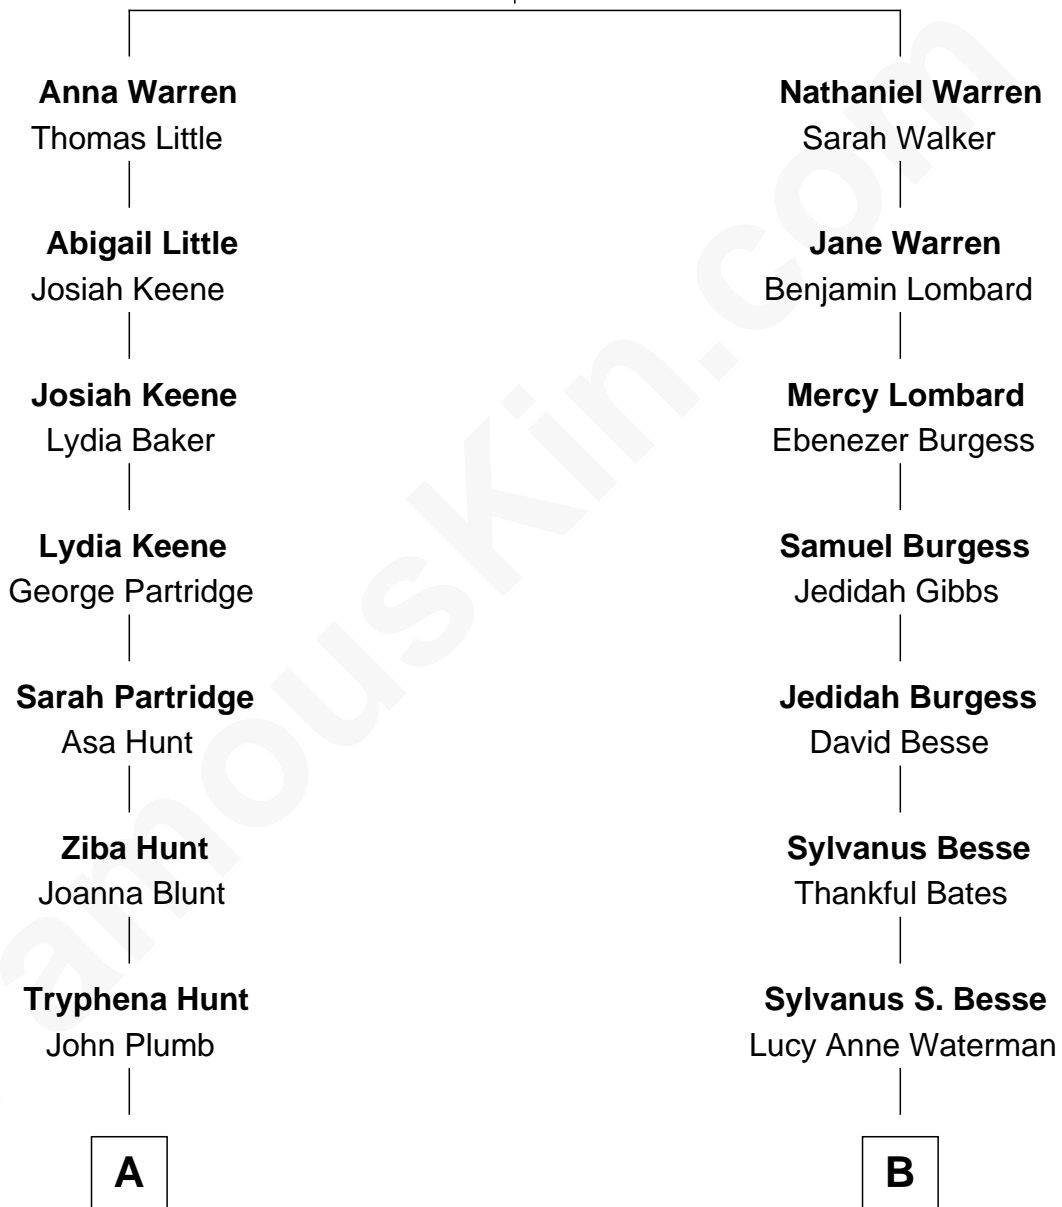 Anna Warren
Thomas Little
Abigail Little
Josiah Keene
Josiah Keene
Lydia Baker
Lydia Keene
George Partridge
Sarah Partridge
Asa Hunt
Ziba Hunt
Joanna Blunt
Tryphena Hunt
John Plumb
A
Nathaniel Warren
Sarah Walker
Jane Warren
Benjamin Lombard
Mercy Lombard
Ebenezer Burgess
Samuel Burgess
Jedidah Gibbs
Jedidah Burgess
David Besse
Sylvanus Besse
Thankful Bates
Sylvanus S. Besse
Lucy Anne Waterman
B
amousKin.com